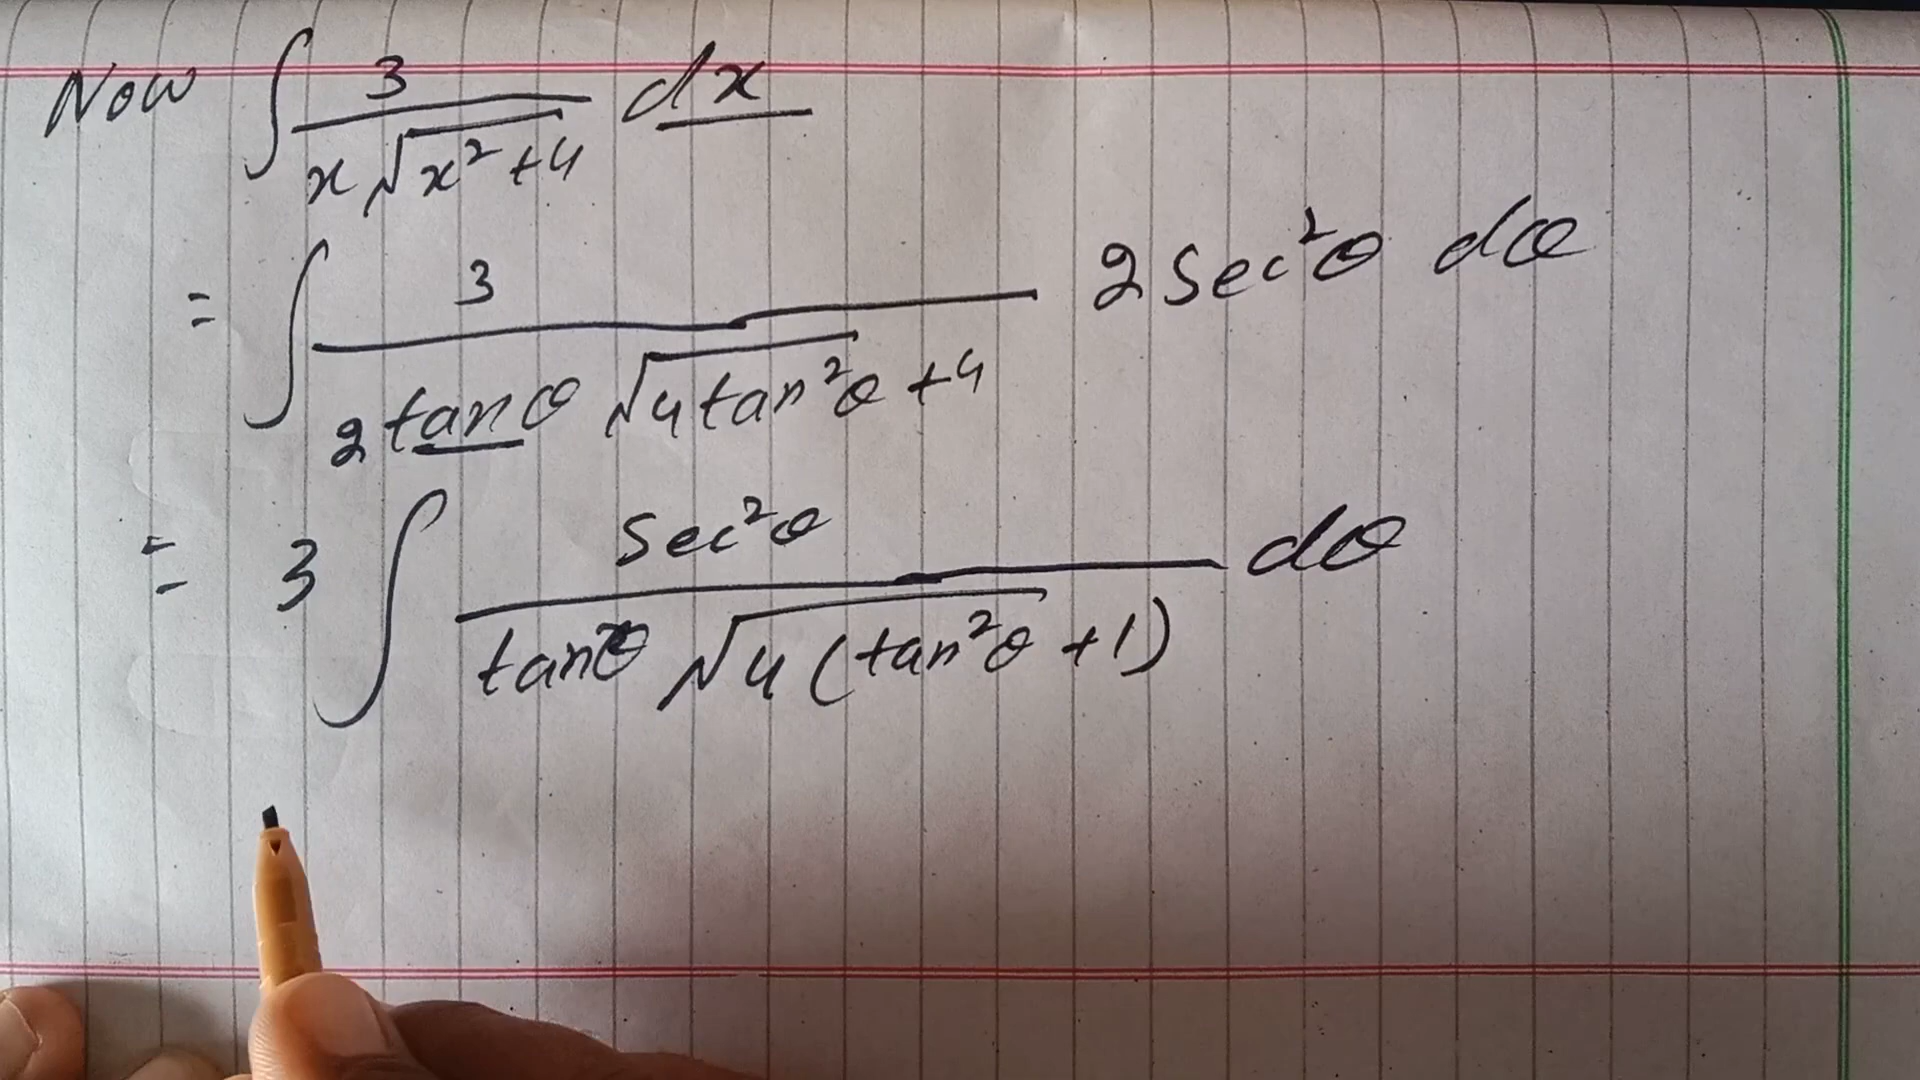 Now ∫ 3/(x√(x²+4)) dx
= ∫ 3/(2tanθ √(4tan²θ+4)) 2sec²θ dθ
= 3 ∫ sec²θ/(tanθ √(4(tan²θ+1))) dθ